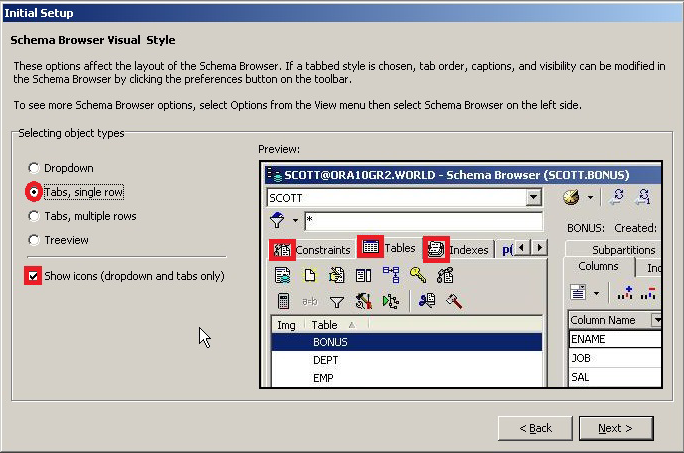 Initial Setup
Schema Browser Visual Style
These options affect the layout of the Schema Browser. If a tabbed style is chosen, tab order, captions, and visibility can be modified in
the Schema Browser by clicking the preferences button on the toolbar.
To see more Schema Browser options, select Options from the View menu then select Schema Browser on the left side.
Selecting object types
Dropdown
Tabs, single row
Tabs, multiple rows
Treeview
Show icons (dropdown and tabs only)
Preview:
SCOTT@ORA10GR2.WORLD - Schema Browser (SCOTT.BONUS)
SCOTT
*
Constraints Tables Indexes p(
a=b
Img Table
BONUS
DEPT
EMP
BONUS: Created:
Subpartitions
Columns In
Column Name
ENAME
JOB
SAL
< Back Next >